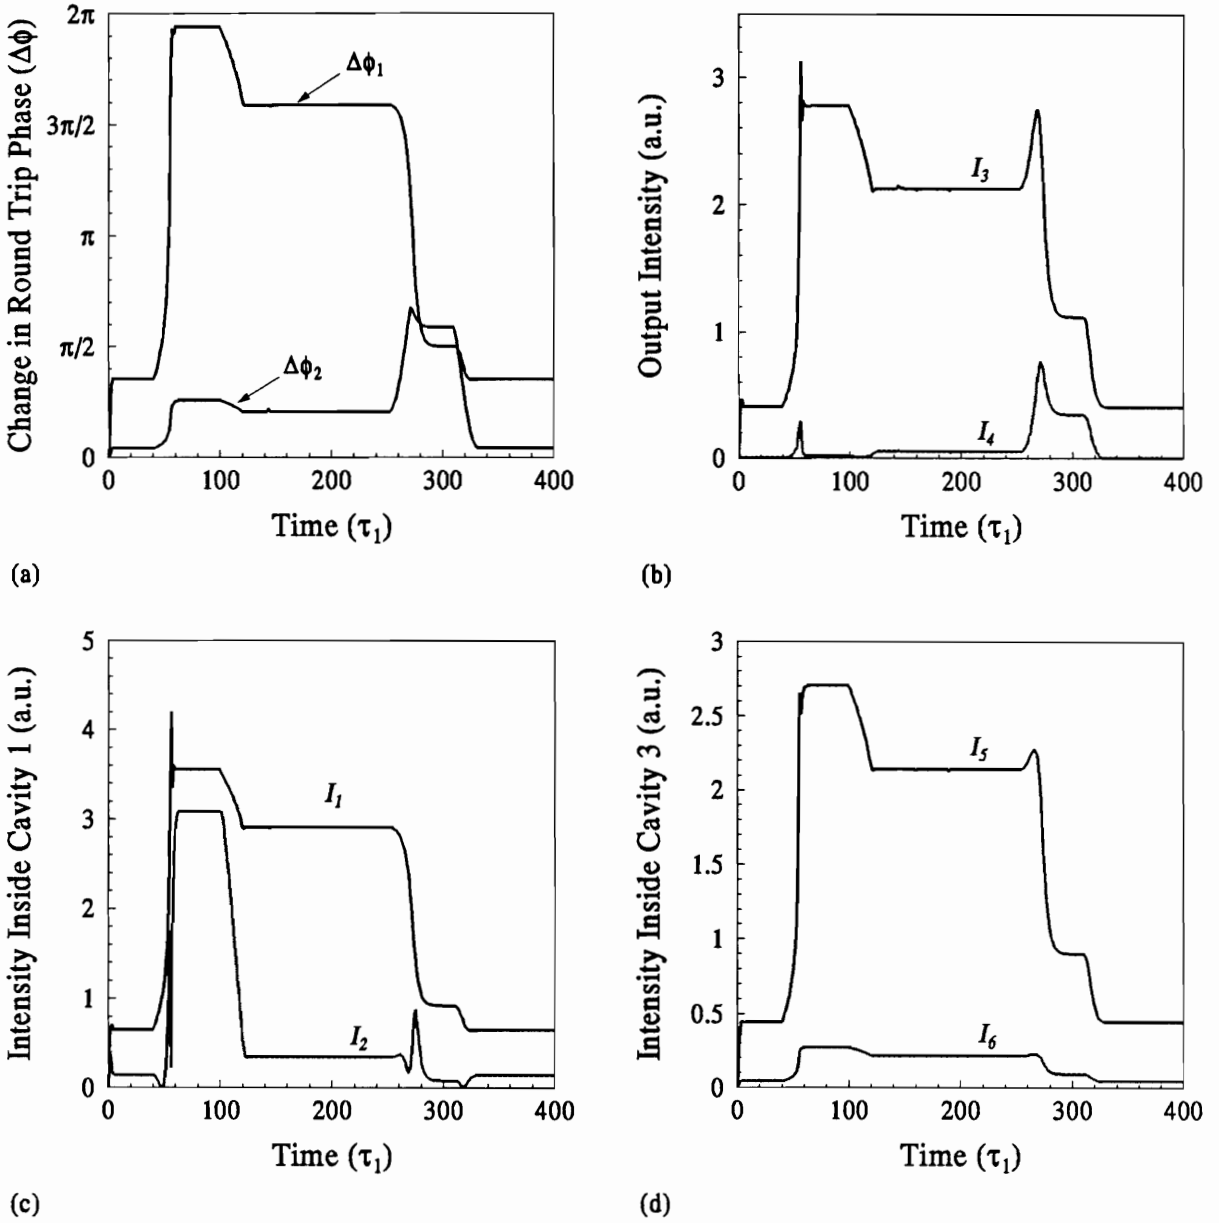 Change in Round Trip Phase (Δϕ)
2π
3π/2
π
π/2
0
Δϕ₁
Δϕ₂
0 100 200 300 400
Time (τ₁)
(a)
Output Intensity (a.u.)
3
2
1
0
I₃
I₄
0 100 200 300 400
Time (τ₁)
(b)
Intensity Inside Cavity 1 (a.u.)
5
4
3
2
1
0
I₁
I₂
0 100 200 300 400
Time (τ₁)
(c)
Intensity Inside Cavity 3 (a.u.)
3
2.5
2
1.5
1
0.5
0
I₅
I₆
0 100 200 300 400
Time (τ₁)
(d)